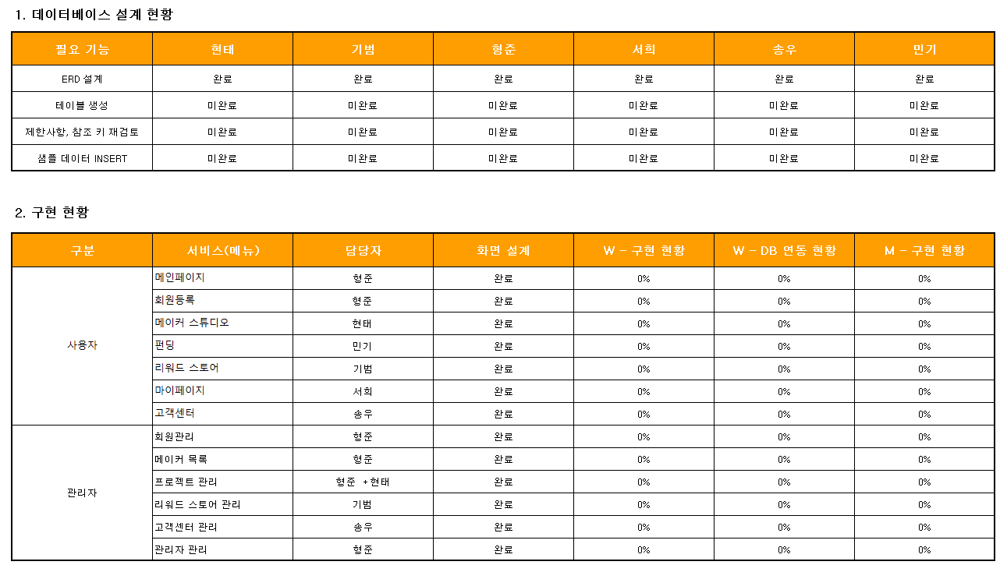 1. 데이터베이스 설계 현황
필요 기능 현태 기범 형준 서희 송우 민기
ERD 설계 완료 완료 완료 완료 완료 완료
테이블 생성 미완료 미완료 미완료 미완료 미완료 미완료
제한사항, 참조 키 재검토 미완료 미완료 미완료 미완료 미완료 미완료
샘플 데이터 INSERT 미완료 미완료 미완료 미완료 미완료 미완료
2. 구현 현황
구분 서비스(메뉴) 담당자 화면 설계 W - 구현 현황 W - DB 연동 현황 M - 구현 현황
메인페이지 형준 완료 0% 0% 0%
회원등록 형준 완료 0% 0% 0%
메이커 스튜디오 현태 완료 0% 0% 0%
사용자 펀딩 민기 완료 0% 0% 0%
리워드 스토어 기범 완료 0% 0% 0%
마이페이지 서희 완료 0% 0% 0%
고객센터 송우 완료 0% 0% 0%
회원관리 형준 완료 0% 0% 0%
메이커 목록 형준 완료 0% 0% 0%
관리자 프로젝트 관리 형준 +현태 완료 0% 0% 0%
리워드 스토어 관리 기범 완료 0% 0% 0%
고객센터 관리 송우 완료 0% 0% 0%
관리자 관리 형준 완료 0% 0% 0%